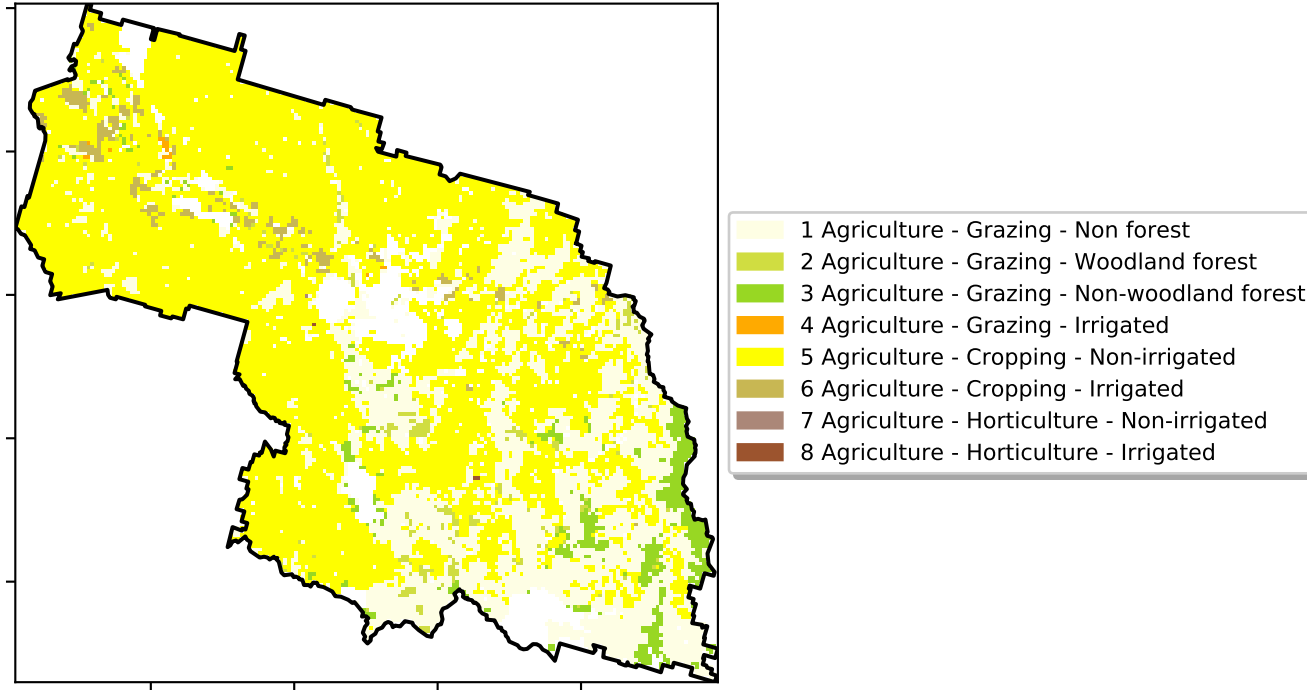 1 Agriculture - Grazing - Non forest
2 Agriculture - Grazing - Woodland forest
3 Agriculture - Grazing - Non-woodland forest
4 Agriculture - Grazing - Irrigated
5 Agriculture - Cropping - Non-irrigated
6 Agriculture - Cropping - Irrigated
7 Agriculture - Horticulture - Non-irrigated
8 Agriculture - Horticulture - Irrigated